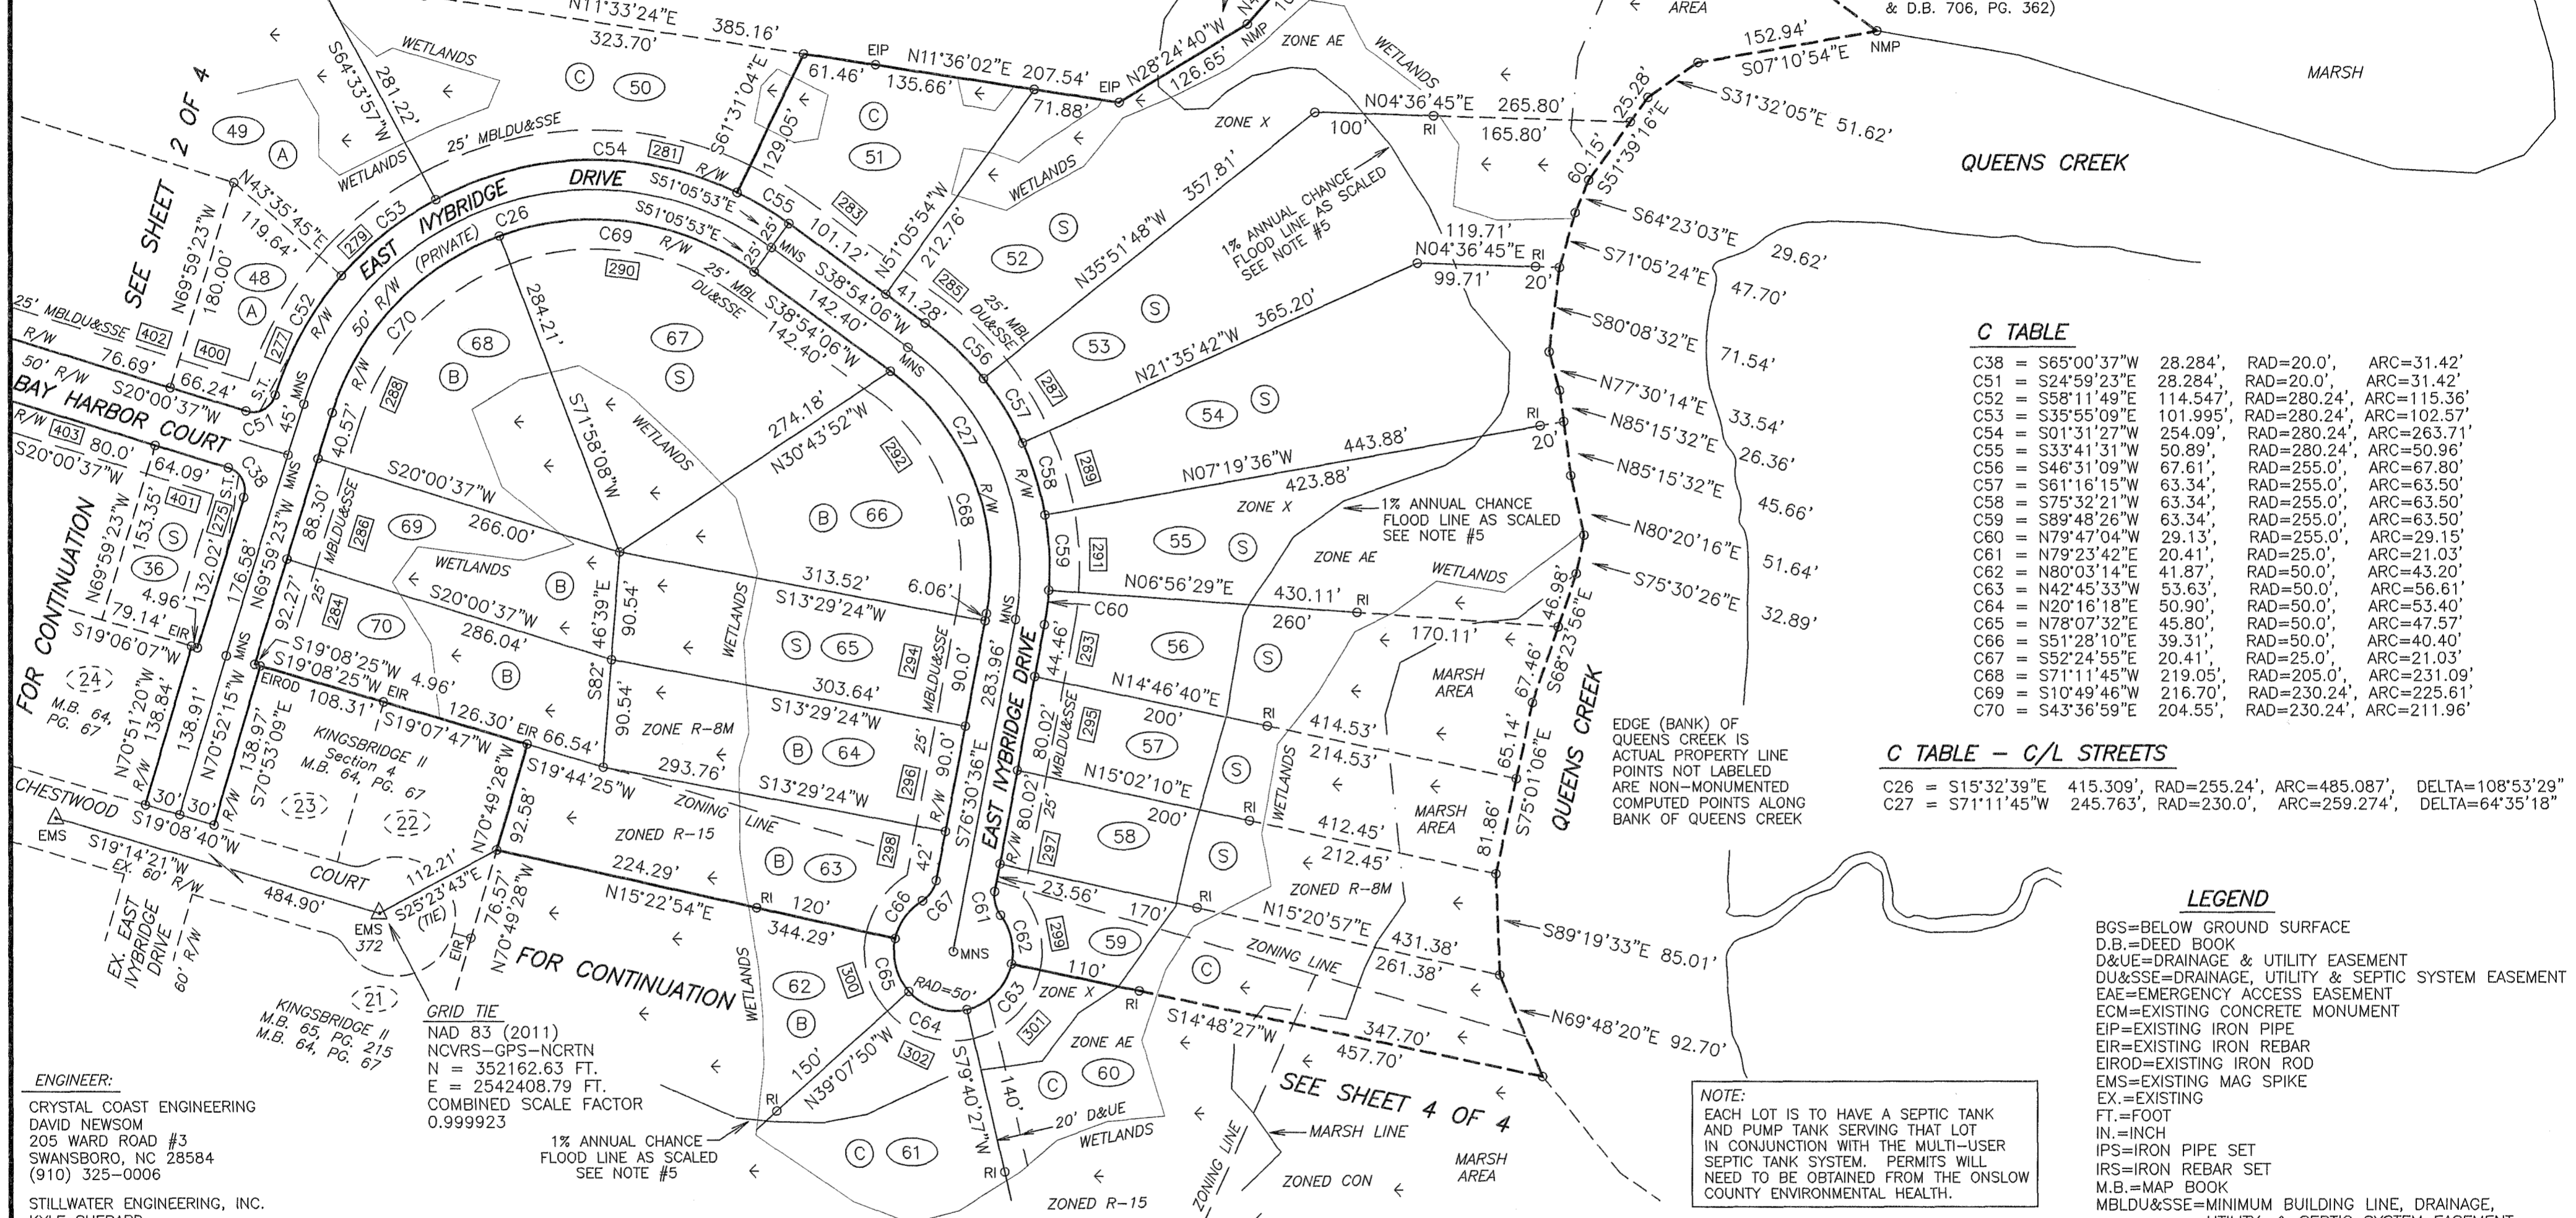 N11°33'24"E 385.16'
323.70'
S64°33'57"W
281.22'
WETLANDS
C 50
49
A
2 OF 4
SEE SHEET
N43°35'45"E
119.64'
N69°59'23"W
180.00'
48
A
25' MBLDU&SSE
C54
281
R/W
WETLANDS
C53
279
EAST IVYBRIDGE DRIVE
(PRIVATE)
C26
50' R/W
C52
R/W
277
S51°05'53"E
S51°05'53"E
25'
25'
S61°31'04"E
129.05'
61.46'
EIP
135.66'
N11°36'02"E 207.54'
71.88'
EIP
N28°24'40"W
126.65'
NMP
C
51
C55
283
101.12'
MNS
S38°54'06"W
142.40'
N51°05'54"W
212.76'
WETLANDS
S
52
285
41.28'
25' MBL
DU&SSE
C56
287
N35°51'48"W 357.81'
ZONE AE
WETLANDS
ZONE X
1% ANNUAL CHANCE
FLOOD LINE AS SCALED
SEE NOTE #5
N04°36'45"E 265.80'
100'
RI
165.80'
AREA
& D.B. 706, PG. 362)
152.94'
S07°10'54"E
NMP
MARSH
25.28'
S31°32'05"E 51.62'
60.15'
S51°39'16"E
QUEENS CREEK
S64°23'03"E 29.62'
S71°05'24"E 47.70'
S80°08'32"E 71.54'
N77°30'14"E 33.54'
N85°15'32"E 26.36'
N85°15'32"E 45.66'
N80°20'16"E 51.64'
S75°30'26"E 32.89'
119.71'
N04°36'45"E
RI
99.71'
20'
S
53
N21°35'42"W 365.20'
C57
54
S
RI
20'
N07°19'36"W 443.88'
423.88'
289
C58
R/W
ZONE X
1% ANNUAL CHANCE
FLOOD LINE AS SCALED
SEE NOTE #5
ZONE AE
55
S
291
C59
WETLANDS
N06°56'29"E 430.11'
RI
C60
260'
170.11'
46.98'
S68°23'56"E
67.46'
56
S
293
44.46'
MARSH
AREA
N14°46'40"E
200'
RI
414.53'
214.53'
65.14'
S75°01'06"E
QUEENS CREEK
295
80.02'
MBLDU&SSE
57
S
WETLANDS
N15°02'10"E
200'
RI
412.45'
212.45'
MARSH
AREA
81.86'
80.02'
25'
297
R/W
58
S
ZONED R-8M
23.56'
170'
RI
N15°20'57"E
431.38'
261.38'
S89°19'33"E 85.01'
N69°48'20"E 92.70'
C61
C62
299
59
C
ZONING LINE
110'
RI
ZONE X
S14°48'27"W
347.70'
457.70'
SEE SHEET 4 OF 4
C63
301
ZONE AE
C
60
20' D&UE
WETLANDS
MARSH LINE
ZONING LINE
ZONED CON
MARSH
AREA
ZONED R-15
S79°40'27"W
140'
RI
RAD=50'
C64
302
C65
300
C66
C67
MNS
62
B
WETLANDS
150'
N39°07'50"W
RI
C
61
1% ANNUAL CHANCE
FLOOD LINE AS SCALED
SEE NOTE #5
C69
290
R/W
25' MBL
DU&SSE
S38°54'06"W
142.40'
MNS
284.21'
S71°58'08"W
67
S
68
B
C70
R/W
288
40.57'
WETLANDS
274.18'
N30°43'52"W
C27
292
C68
R/W
B
66
25' MBLDU&SSE
402
R/W
76.69'
400
50' R/W
S20°00'37"W
66.24'
S.T.
C51
45'
MNS
BAY HARBOR COURT
R/W
403
80.0'
S20°00'37"W
64.09'
C38
MNS
401
S.T.
275
N69°59'23"W
153.35'
S
36
132.02'
4.96'
79.14'
EIR
S19°06'07"W
176.58'
N69°59'23"W
MNS
FOR CONTINUATION
88.30'
MBLDU&SSE
286
S20°00'37"W
266.00'
69
WETLANDS
B
92.27'
25'
284
S20°00'37"W
286.04'
70
B
S82° 46'39"E
90.54'
90.54'
313.52'
S13°29'24"W
6.06'
MNS
WETLANDS
S
65
294
MBLDU&SSE
90.0'
283.96'
303.64'
S13°29'24"W
ZONE R-8M
B
64
296
25'
90.0'
R/W
S76°30'36"E
EAST IVYBRIDGE DRIVE
293.76'
S13°29'24"W
S19°08'25"W
S19°08'25"W 4.96'
EIROD
108.31'
EIR
S19°07'47"W
126.30'
EIR
66.54'
S19°44'25"W
ZONING LINE
ZONED R-15
B
63
298
42'
224.29'
N15°22'54"E
RI
120'
344.29'
24
M.B. 64,
PG. 67
N70°51'20"W
138.84'
138.91'
N70°52'15"W
138.97'
S70°53'09"E
R/W
R/W
30'
30'
KINGSBRIDGE II
Section 4
M.B. 64, PG. 67
23
22
N70°49'28"W
92.58'
CHESTWOOD
EMS
S19°08'40"W
S19°14'21"W
EX. 60' R/W
484.90'
COURT
112.21'
S25°23'43"E
(TIE)
EMS
372
76.57'
N70°49'28"W
EIR
EX. EAST
IVYBRIDGE
DRIVE
60' R/W
FOR CONTINUATION
21
KINGSBRIDGE II
M.B. 65, PG. 215
M.B. 64, PG. 67
GRID TIE
NAD 83 (2011)
NCVRS-GPS-NCRTN
N = 352162.63 FT.
E = 2542408.79 FT.
COMBINED SCALE FACTOR
0.999923
ENGINEER:
CRYSTAL COAST ENGINEERING
DAVID NEWSOM
205 WARD ROAD #3
SWANSBORO, NC 28584
(910) 325-0006
STILLWATER ENGINEERING, INC.
EDGE (BANK) OF
QUEENS CREEK IS
ACTUAL PROPERTY LINE
POINTS NOT LABELED
ARE NON-MONUMENTED
COMPUTED POINTS ALONG
BANK OF QUEENS CREEK
NOTE:
EACH LOT IS TO HAVE A SEPTIC TANK
AND PUMP TANK SERVING THAT LOT
IN CONJUNCTION WITH THE MULTI-USER
SEPTIC TANK SYSTEM. PERMITS WILL
NEED TO BE OBTAINED FROM THE ONSLOW
COUNTY ENVIRONMENTAL HEALTH.
C TABLE
C38 = S65°00'37"W 28.284', RAD=20.0', ARC=31.42'
C51 = S24°59'23"E 28.284', RAD=20.0', ARC=31.42'
C52 = S58°11'49"E 114.547', RAD=280.24', ARC=115.36'
C53 = S35°55'09"E 101.995', RAD=280.24', ARC=102.57'
C54 = S01°31'27"W 254.09', RAD=280.24', ARC=263.71'
C55 = S33°41'31"W 50.89', RAD=280.24', ARC=50.96'
C56 = S46°31'09"W 67.61', RAD=255.0', ARC=67.80'
C57 = S61°16'15"W 63.34', RAD=255.0', ARC=63.50'
C58 = S75°32'21"W 63.34', RAD=255.0', ARC=63.50'
C59 = S89°48'26"W 63.34', RAD=255.0', ARC=63.50'
C60 = N79°47'04"W 29.13', RAD=255.0', ARC=29.15'
C61 = N79°23'42"E 20.41', RAD=25.0', ARC=21.03'
C62 = N80°03'14"E 41.87', RAD=50.0', ARC=43.20'
C63 = N42°45'33"W 53.63', RAD=50.0', ARC=56.61'
C64 = N20°16'18"E 50.90', RAD=50.0', ARC=53.40'
C65 = N78°07'32"E 45.80', RAD=50.0', ARC=47.57'
C66 = S51°28'10"E 39.31', RAD=50.0', ARC=40.40'
C67 = S52°24'55"E 20.41', RAD=25.0', ARC=21.03'
C68 = S71°11'45"W 219.05', RAD=205.0', ARC=231.09'
C69 = S10°49'46"W 216.70', RAD=230.24', ARC=225.61'
C70 = S43°36'59"E 204.55', RAD=230.24', ARC=211.96'
C TABLE - C/L STREETS
C26 = S15°32'39"E 415.309', RAD=255.24', ARC=485.087', DELTA=108°53'29"
C27 = S71°11'45"W 245.763', RAD=230.0', ARC=259.274', DELTA=64°35'18"
LEGEND
BGS=BELOW GROUND SURFACE
D.B.=DEED BOOK
D&UE=DRAINAGE & UTILITY EASEMENT
DU&SSE=DRAINAGE, UTILITY & SEPTIC SYSTEM EASEMENT
EAE=EMERGENCY ACCESS EASEMENT
ECM=EXISTING CONCRETE MONUMENT
EIP=EXISTING IRON PIPE
EIR=EXISTING IRON REBAR
EIROD=EXISTING IRON ROD
EMS=EXISTING MAG SPIKE
EX.=EXISTING
FT.=FOOT
IN.=INCH
IPS=IRON PIPE SET
IRS=IRON REBAR SET
M.B.=MAP BOOK
MBLDU&SSE=MINIMUM BUILDING LINE, DRAINAGE,